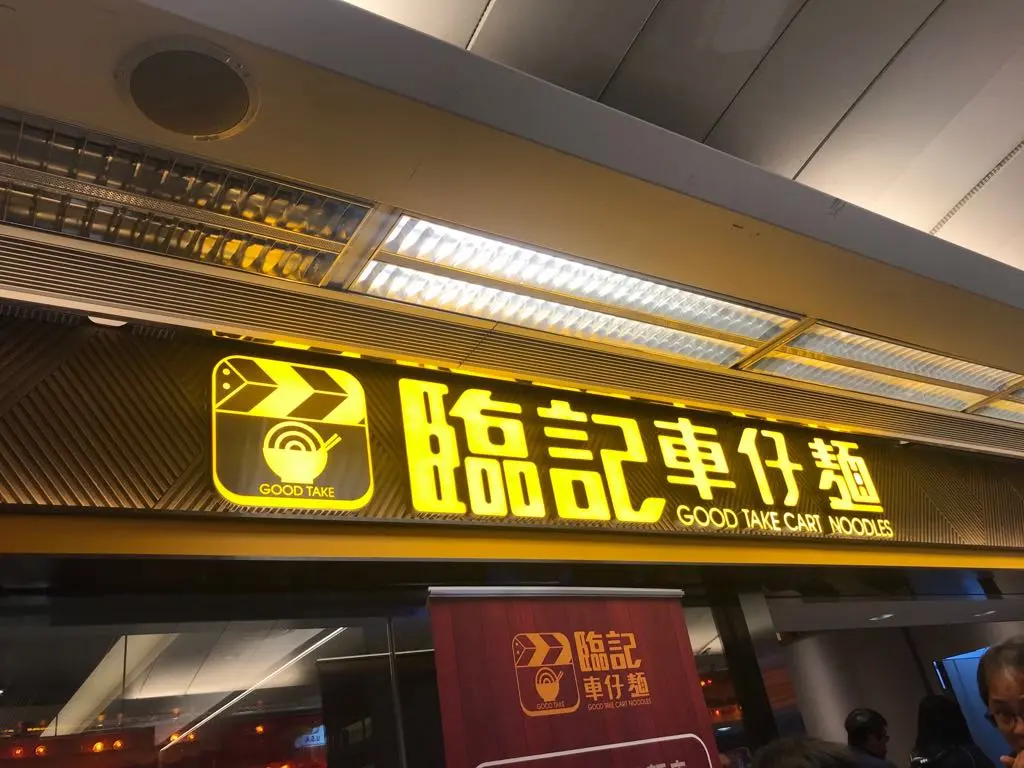 GOOD TAKE
臨記車仔麵
GOOD TAKE CART NOODLES
臨記
車仔麵
GOOD TAKE
GOOD TAKE CART NOODLES
U.S.A